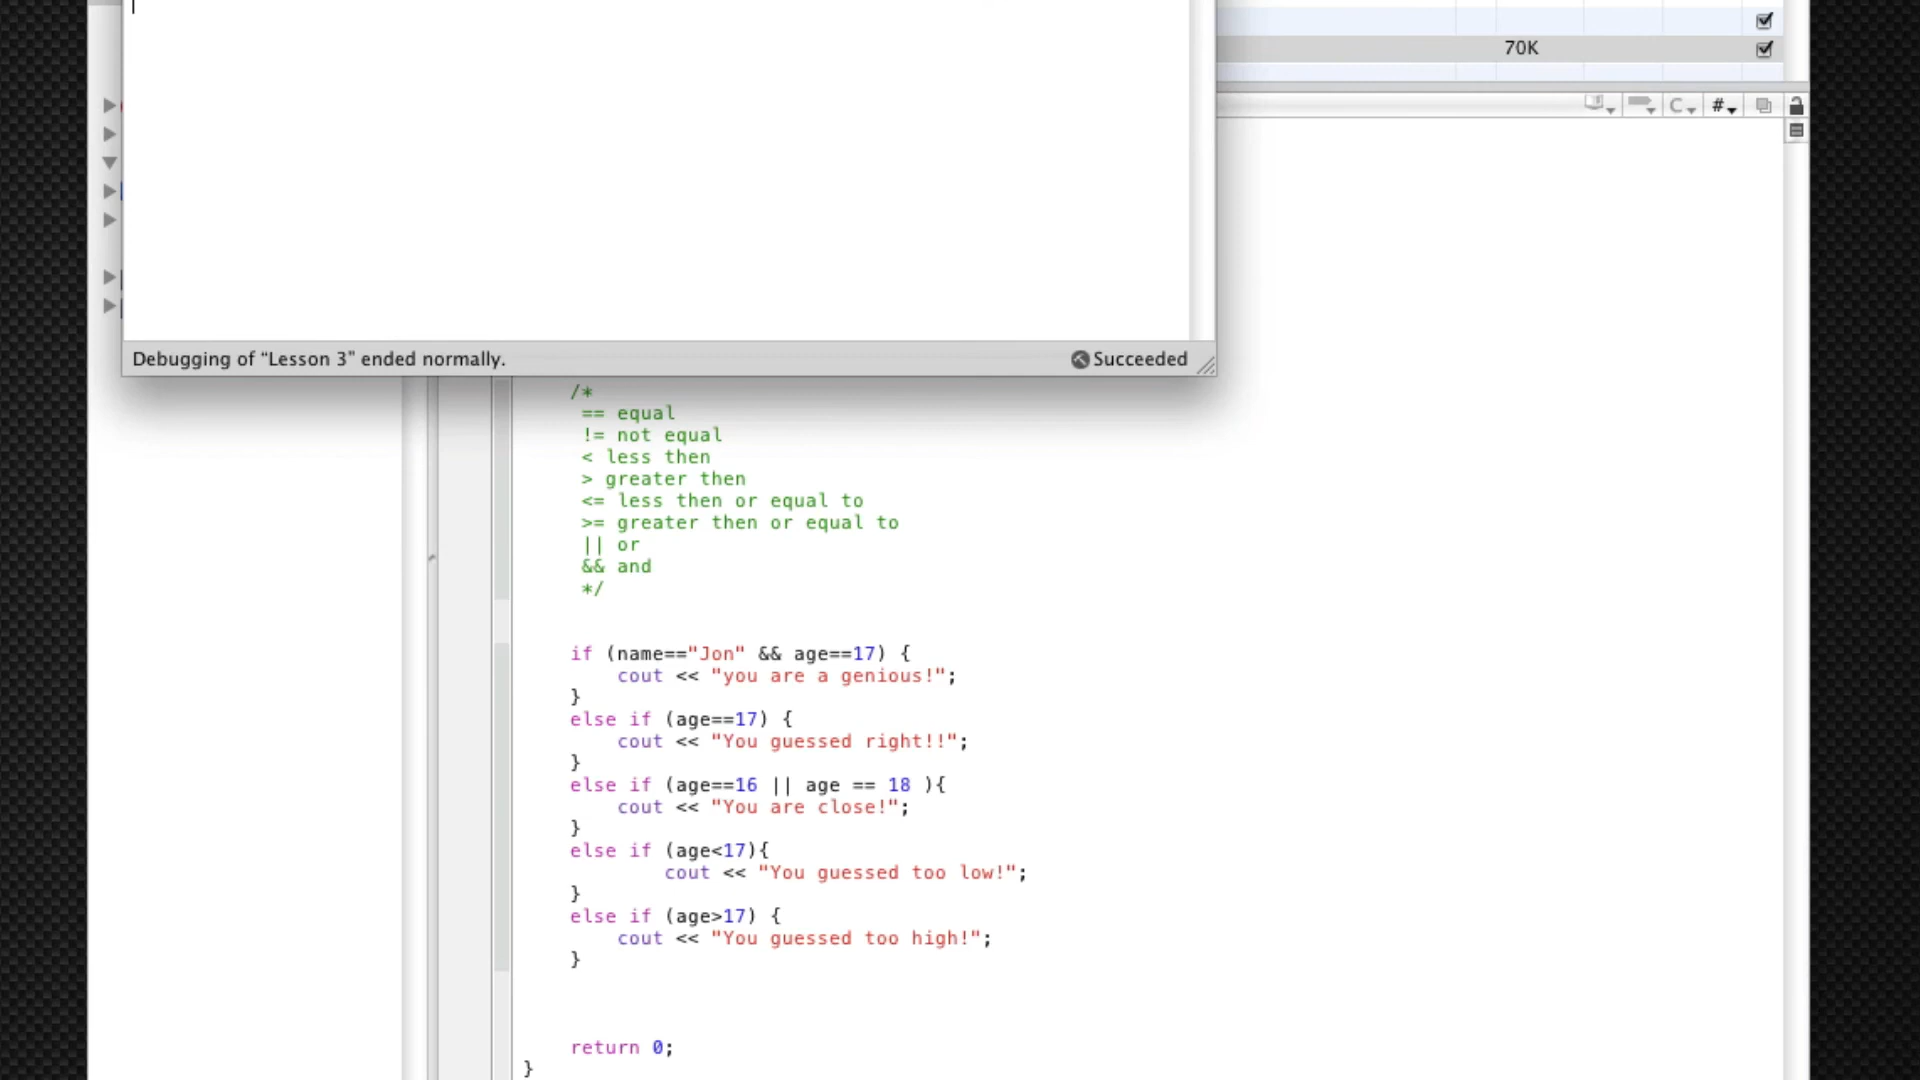 70K
C
#
Debugging of “Lesson 3” ended normally.
Succeeded
/*
== equal
!= not equal
< less then
> greater then
<= less then or equal to
>= greater then or equal to
|| or
&& and
*/
if (name=="Jon" && age==17) {
cout << "you are a genious!";
}
else if (age==17) {
cout << "You guessed right!!";
}
else if (age==16 || age == 18 ){
cout << "You are close!";
}
else if (age<17){
cout << "You guessed too low!";
}
else if (age>17) {
cout << "You guessed too high!";
}
return 0;
}